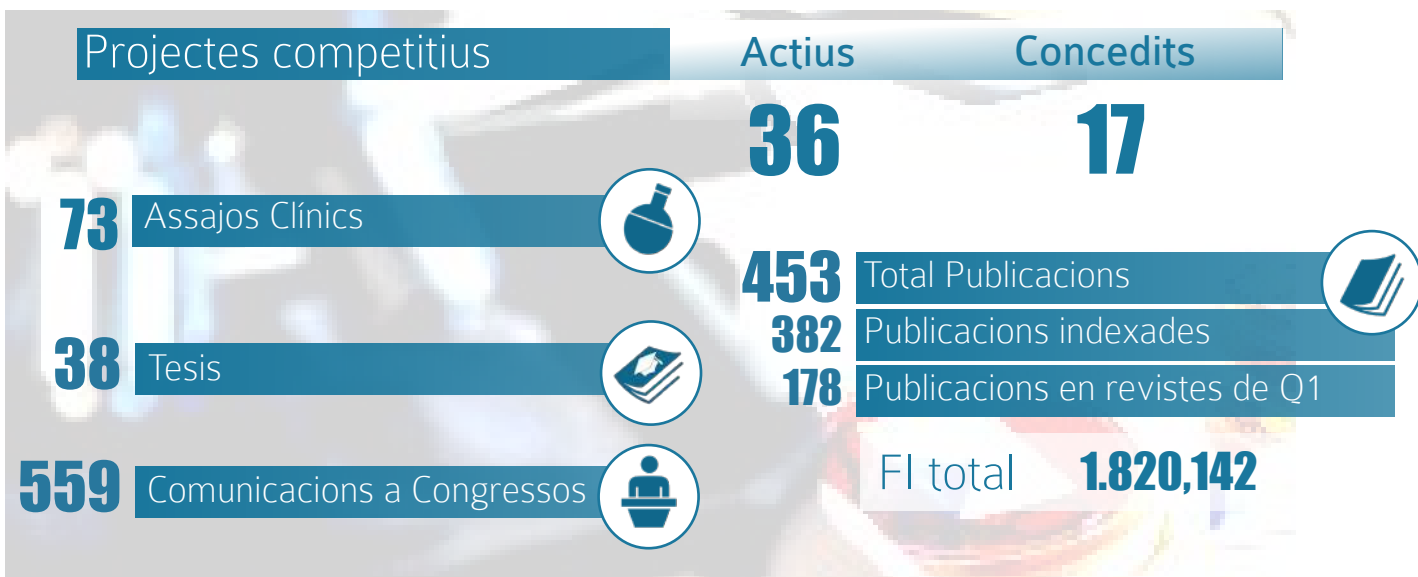 Projectes competitius Actius Concedits
36 17
73 Assajos Clínics
38 Tesis
559 Comunicacions a Congressos
453 Total Publicacions
382 Publicacions indexades
178 Publicacions en revistes de Q1
FI total 1.820,142